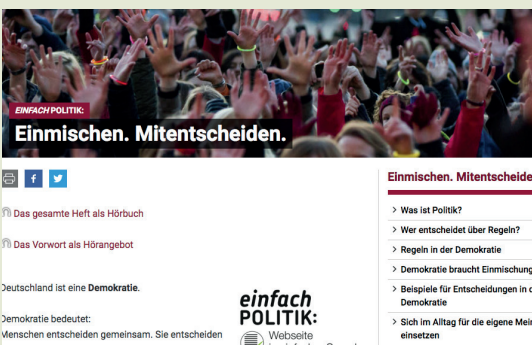 EINFACH POLITIK:
Einmischen. Mitentscheiden.
Das gesamte Heft als Hörbuch
Das Vorwort als Hörangebot
Deutschland ist eine Demokratie.
Demokratie bedeutet:
Menschen entscheiden gemeinsam. Sie entscheiden
einfach
POLITIK:
Webseite
Einmischen. Mitentscheide
Was ist Politik?
Wer entscheidet über Regeln?
Regeln in der Demokratie
Demokratie braucht Einmischung
Beispiele für Entscheidungen in d
Demokratie
Sich im Alltag für die eigene Mei
einsetzen